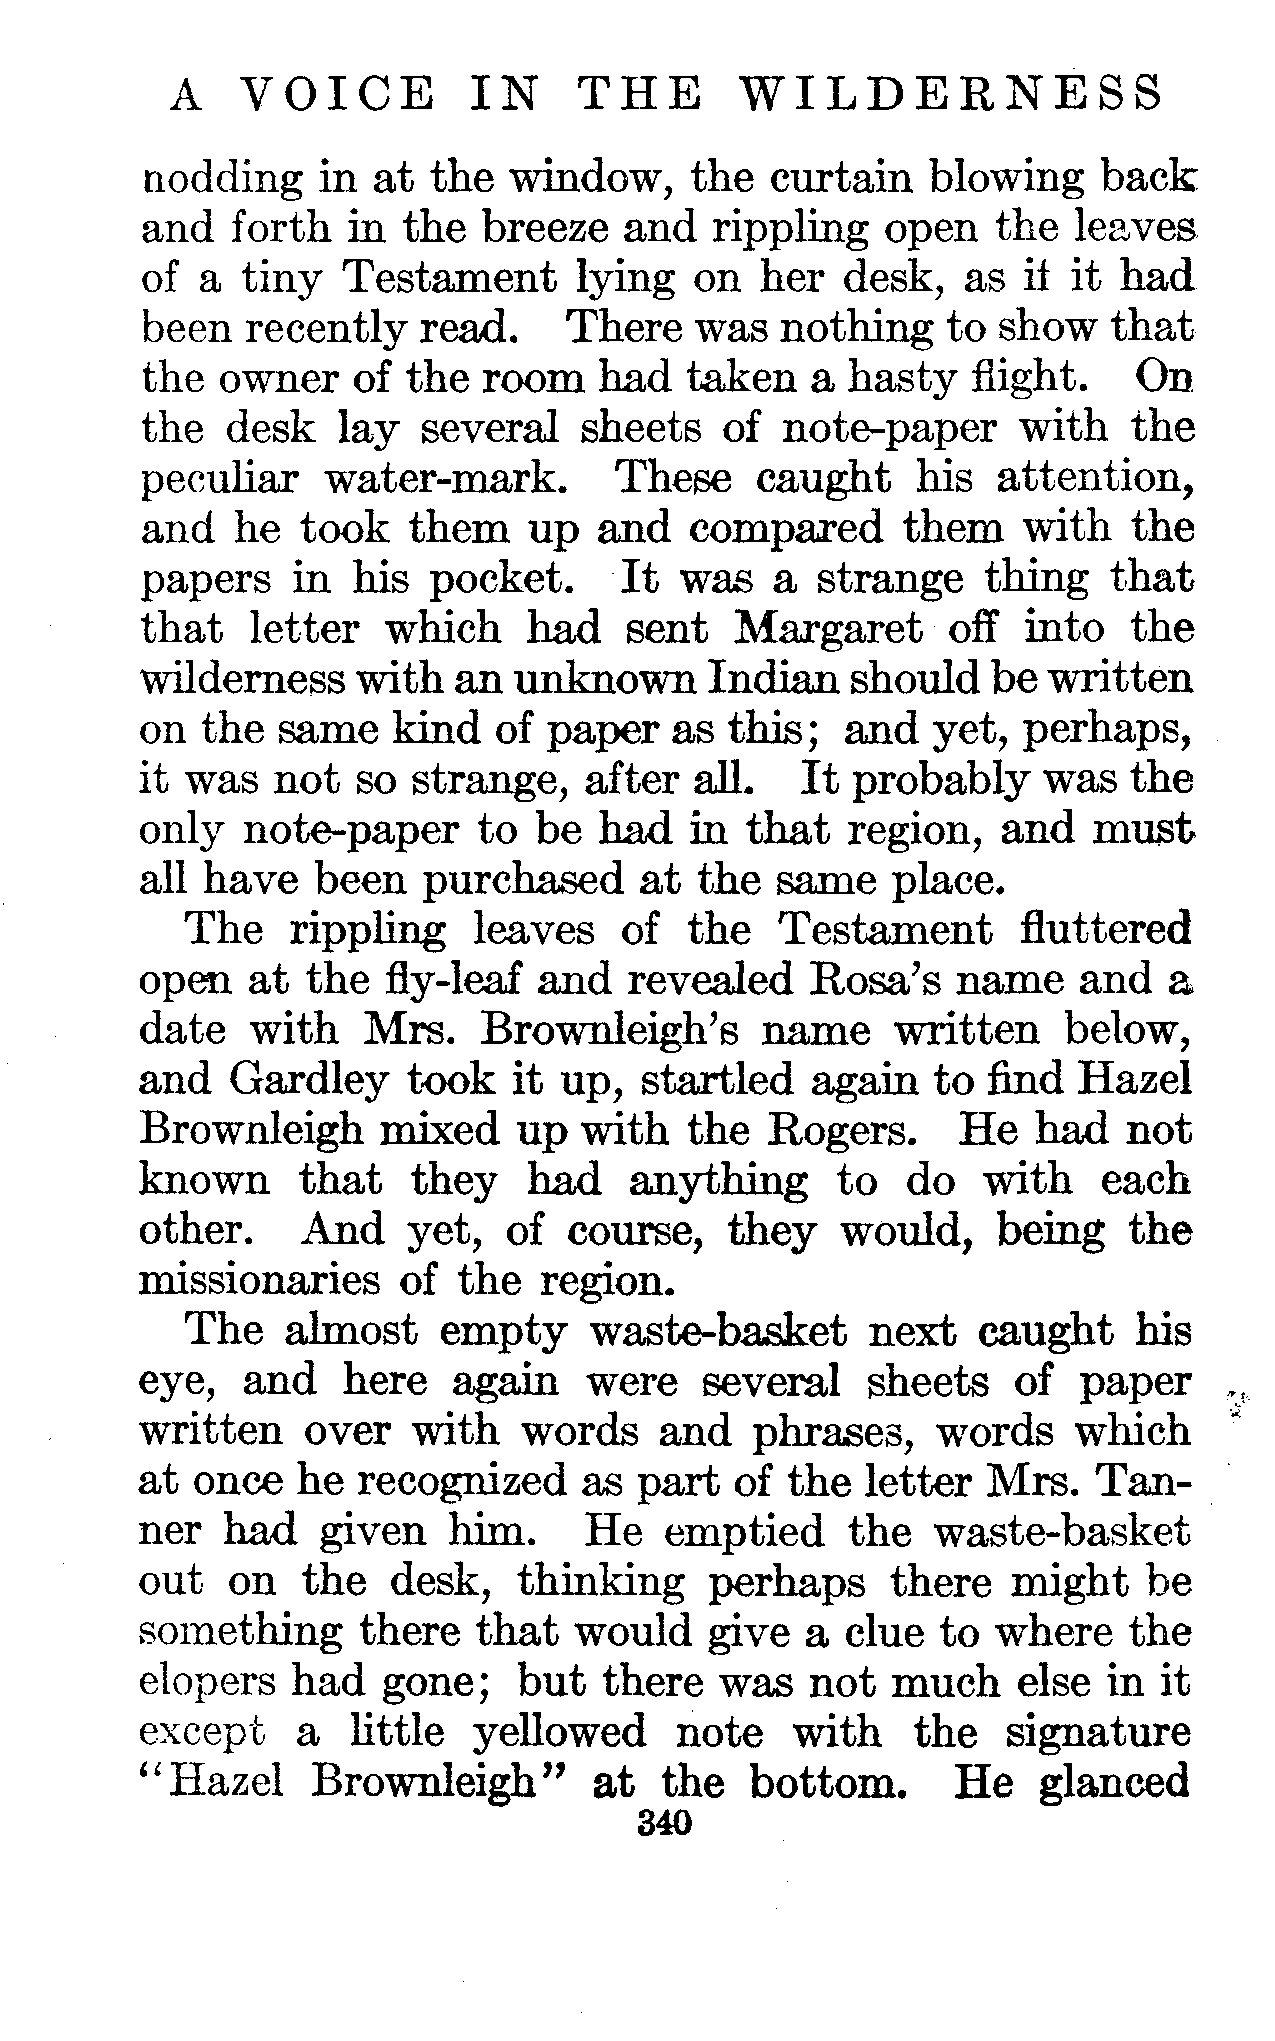 A VOICE IN THE WILDERNESS
nodding in at the window, the curtain blowing back
and forth in the breeze and rippling open the leaves
of a tiny Testament lying on her desk, as if it had
been recently read. There was nothing to show that
the owner of the room had taken a hasty flight. On
the desk lay several sheets of note-paper with the
peculiar water-mark. These caught his attention,
and he took them up and compared them with the
papers in his pocket. It was a strange thing that
that letter which had sent Margaret off into the
wilderness with an unknown Indian should be written
on the same kind of paper as this; and yet, perhaps,
it was not so strange, after all. It probably was the
only note-paper to be had in that region, and must
all have been purchased at the same place.
The rippling leaves of the Testament fluttered
open at the fly-leaf and revealed Rosa's name and a
date with Mrs. Brownleigh's name written below,
and Gardley took it up, startled again to find Hazel
Brownleigh mixed up with the Rogers. He had not
known that they had anything to do with each
other. And yet, of course, they would, being the
missionaries of the region.
The almost empty waste-basket next caught his
eye, and here again were several sheets of paper
written over with words and phrases, words which
at once he recognized as part of the letter Mrs. Tan-
ner had given him. He emptied the waste-basket
out on the desk, thinking perhaps there might be
something there that would give a clue to where the
elopers had gone; but there was not much else in it
except a little yellowed note with the signature
"Hazel Brownleigh" at the bottom. He glanced
340